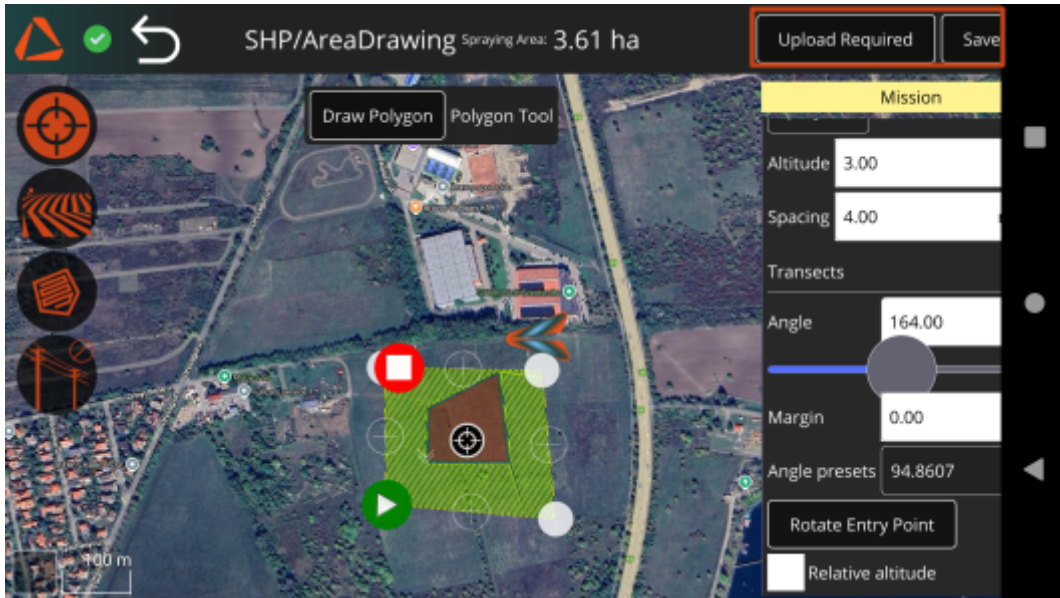 SHP/AreaDrawing Spraying Area: 3.61 ha
Upload Required
Save
Draw Polygon
Polygon Tool
Mission
Altitude 3.00
Spacing 4.00
Transects
Angle 164.00
Margin 0.00
Angle presets 94.8607
Rotate Entry Point
Relative altitude
100 m